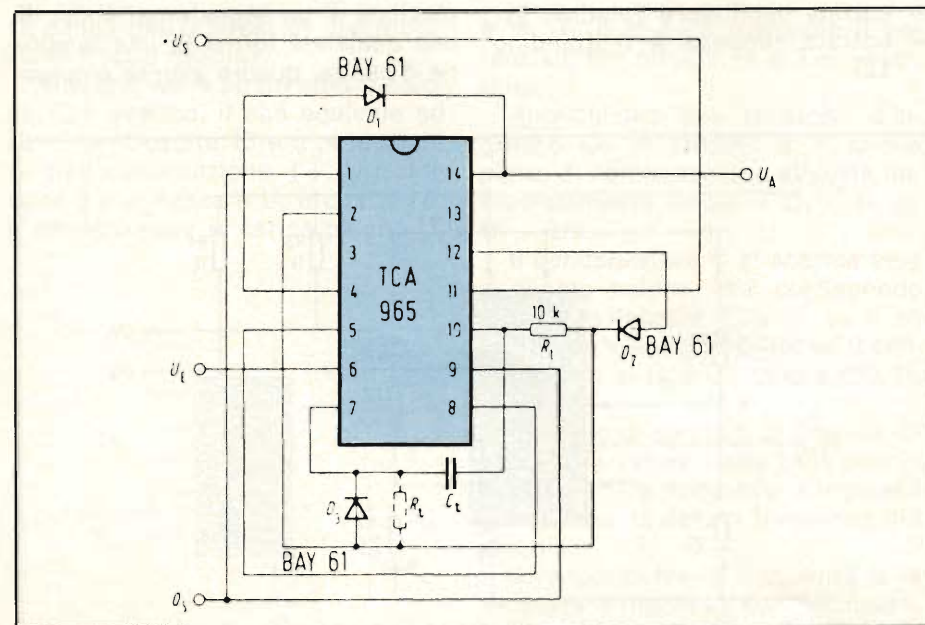 U_S
BAY 61
D_1
1 14
U_A
2 13
3 12
TCA
4 11
965
10 k
5 10
R_1
D_2
BAY 61
U_E
6 9
7 8
D_3
R_t
C_t
BAY 61
O_S